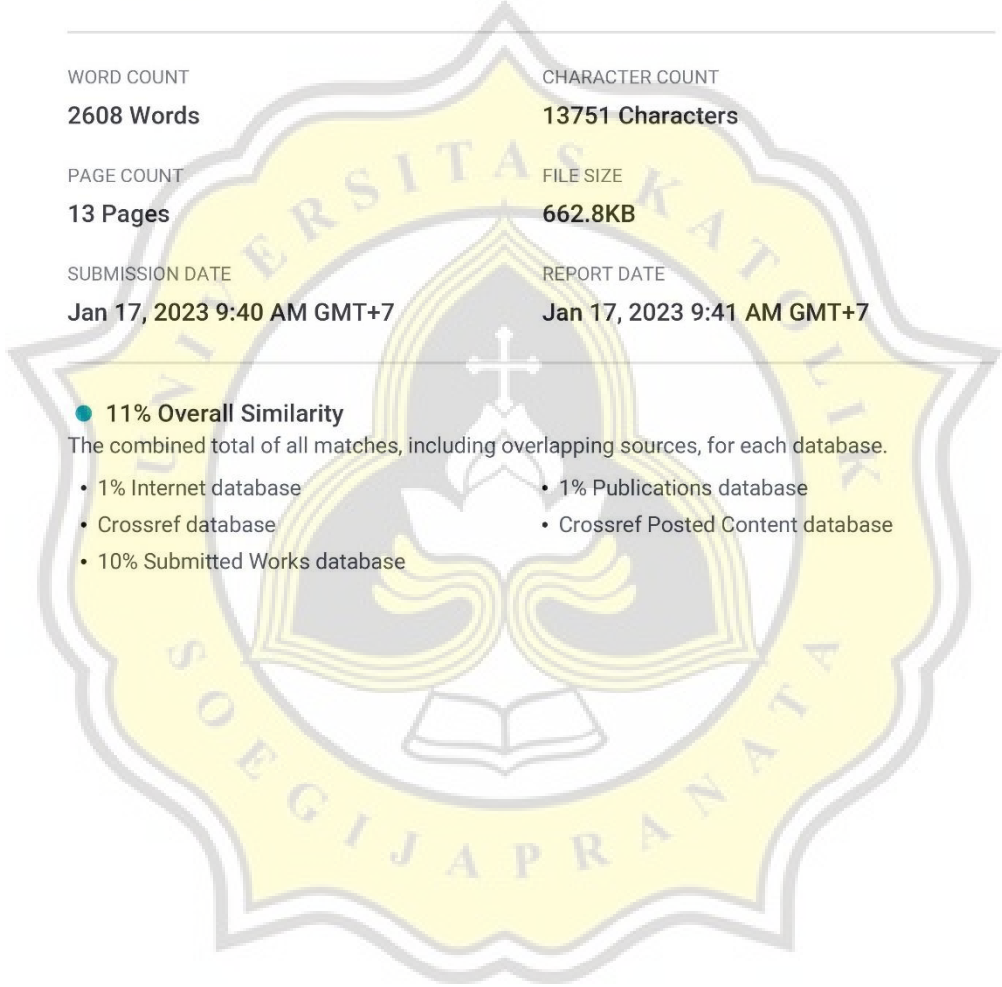 WORD COUNT
2608 Words
CHARACTER COUNT
13751 Characters
PAGE COUNT
13 Pages
FILE SIZE
662.8KB
SUBMISSION DATE
Jan 17, 2023 9:40 AM GMT+7
REPORT DATE
Jan 17, 2023 9:41 AM GMT+7
11% Overall Similarity
The combined total of all matches, including overlapping sources, for each database.
• 1% Internet database
• 1% Publications database
• Crossref database
• Crossref Posted Content database
• 10% Submitted Works database
UNIVERSITAS KATOLIK
SOEGIJAPRANATA